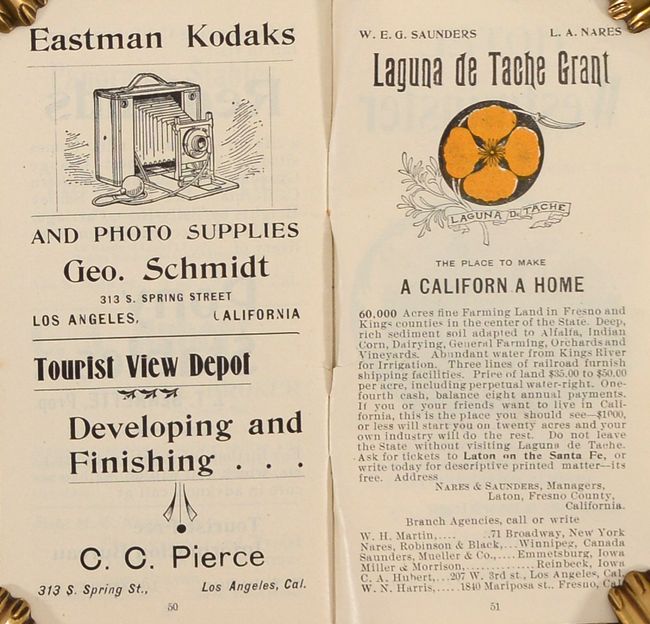 Eastman Kodaks
AND PHOTO SUPPLIES
Geo. Schmidt
313 S. SPRING STREET
LOS ANGELES, CALIFORNIA
Tourist View Depot
Developing and
Finishing . . .
C. C. Pierce
313 S. Spring St., Los Angeles, Cal.
50
W. E. G. SAUNDERS L. A. NARES
Laguna de Tache Grant
LAGUNA DE TACHE
THE PLACE TO MAKE
A CALIFORN A HOME
60,000 Acres fine Farming Land in Fresno and
Kings counties in the center of the State. Deep,
rich sediment soil adapted to Alfalfa, Indian
Corn, Dairying, General Farming, Orchards and
Vineyards. Abundant water from Kings River
for Irrigation. Three lines of railroad furnish
shipping facilities. Price of land $35.00 to $50.00
per acre, including perpetual water-right. One-
fourth cash, balance eight annual payments.
If you or your friends want to live in Cali-
fornia, this is the place you should see—$1000,
or less will start you on twenty acres and your
own industry will do the rest. Do not leave
the State without visiting Laguna de Tache.
Ask for tickets to Laton on the Santa Fe, or
write today for descriptive printed matter—its
free. Address
NARES & SAUNDERS, Managers,
Laton, Fresno County,
California.
Branch Agencies, call or write
W. H. Martin,..... .71 Broadway, New York
Nares, Robinson & Black,...Winnipeg, Canada
Saunders, Mueller & Co.,....Emmetsburg, Iowa
Miller & Morrison,............Reinbeck, Iowa
C. A. Hubert,...207 W. 3rd st., Los Angeles, Cal.
W. N. Harris,.....1840 Mariposa st., Fresno, Cal.
51